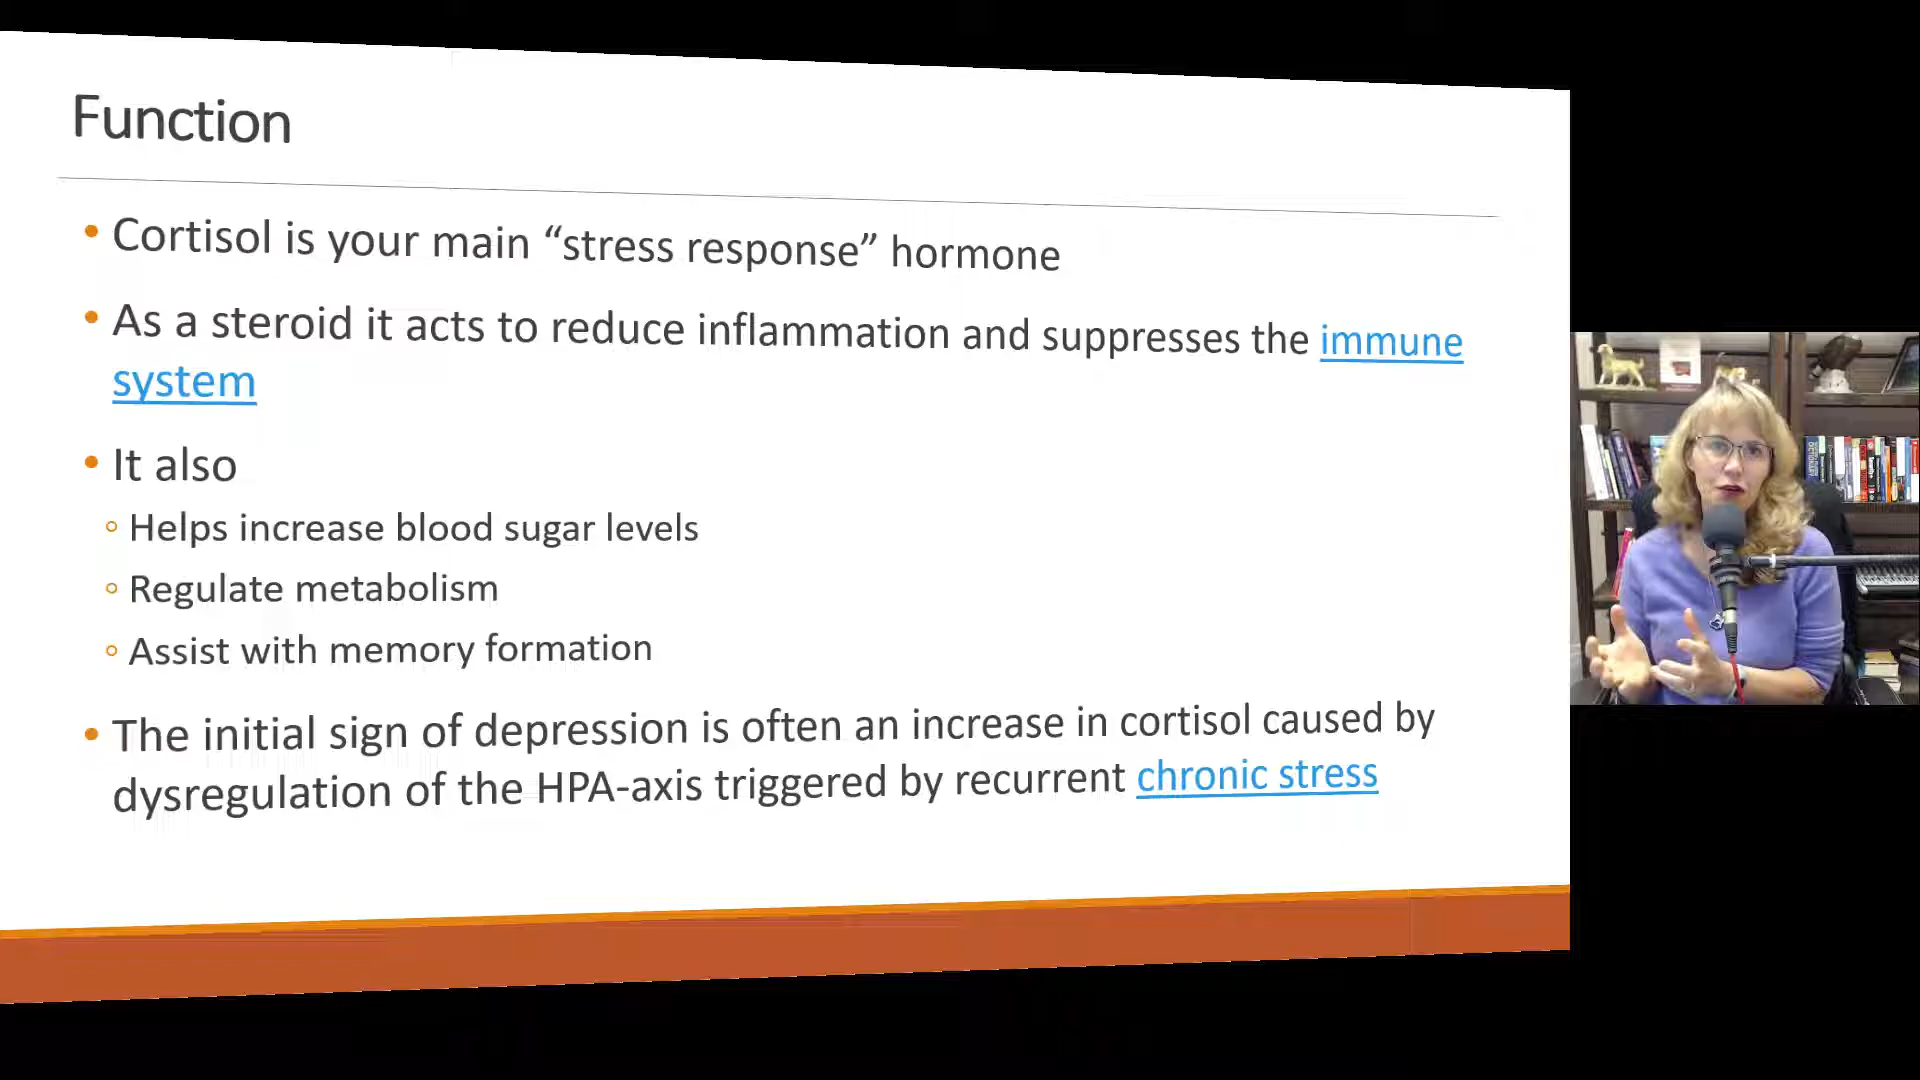 Function
• Cortisol is your main “stress response” hormone
• As a steroid it acts to reduce inflammation and suppresses the immune
system
• It also
◦ Helps increase blood sugar levels
◦ Regulate metabolism
◦ Assist with memory formation
• The initial sign of depression is often an increase in cortisol caused by
dysregulation of the HPA-axis triggered by recurrent chronic stress